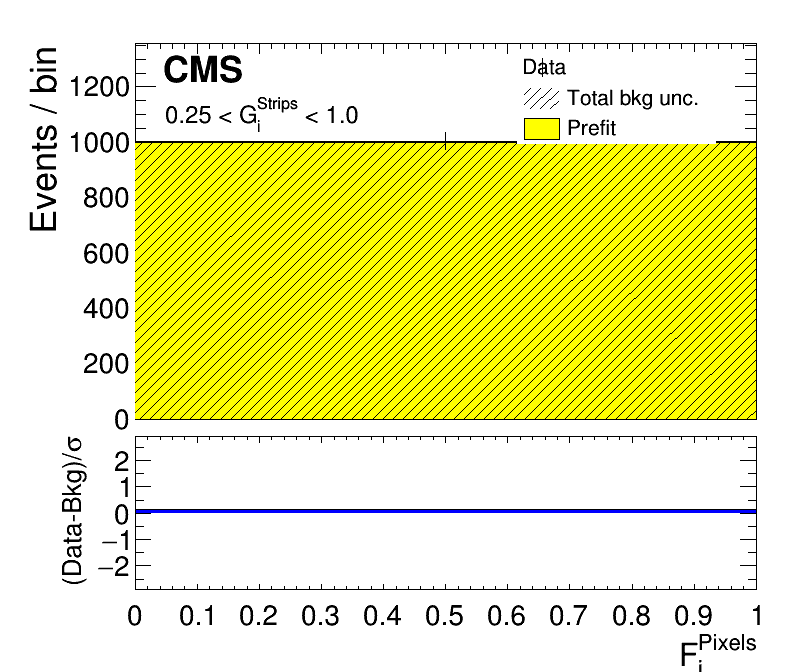 CMS
0.25 < G_i^Strips < 1.0
Data
Total bkg unc.
Prefit
Events / bin
1200
1000
800
600
400
200
0
(Data-Bkg)/σ
2
1
0
−1
−2
0 0.1 0.2 0.3 0.4 0.5 0.6 0.7 0.8 0.9 1
F_i^Pixels